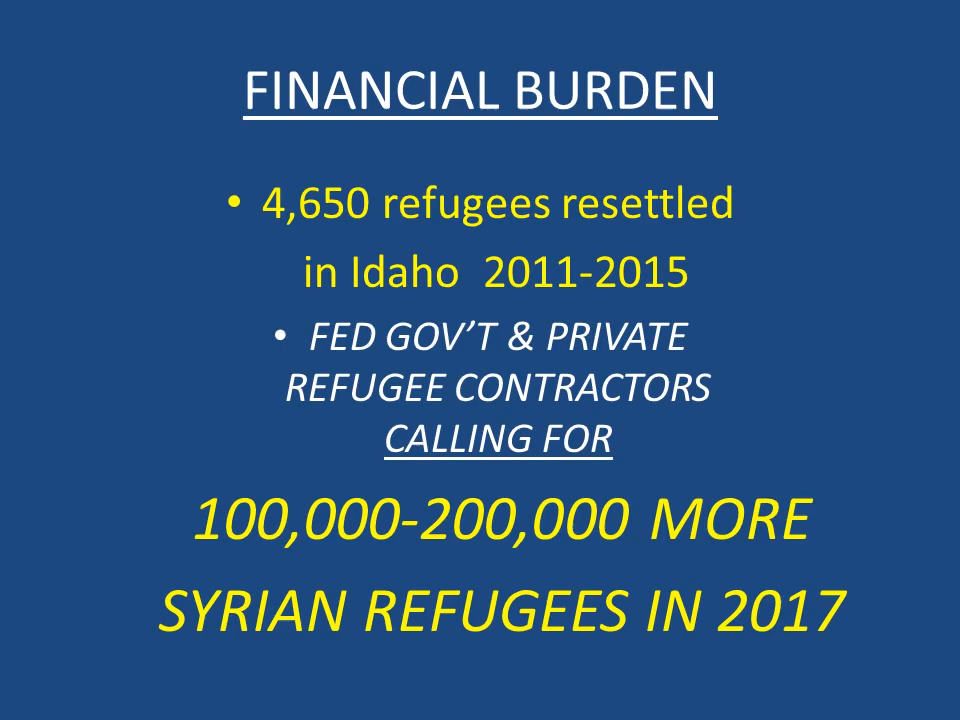 FINANCIAL BURDEN
• 4,650 refugees resettled
in Idaho  2011-2015
• FED GOV’T & PRIVATE
REFUGEE CONTRACTORS
CALLING FOR
100,000-200,000 MORE
SYRIAN REFUGEES IN 2017